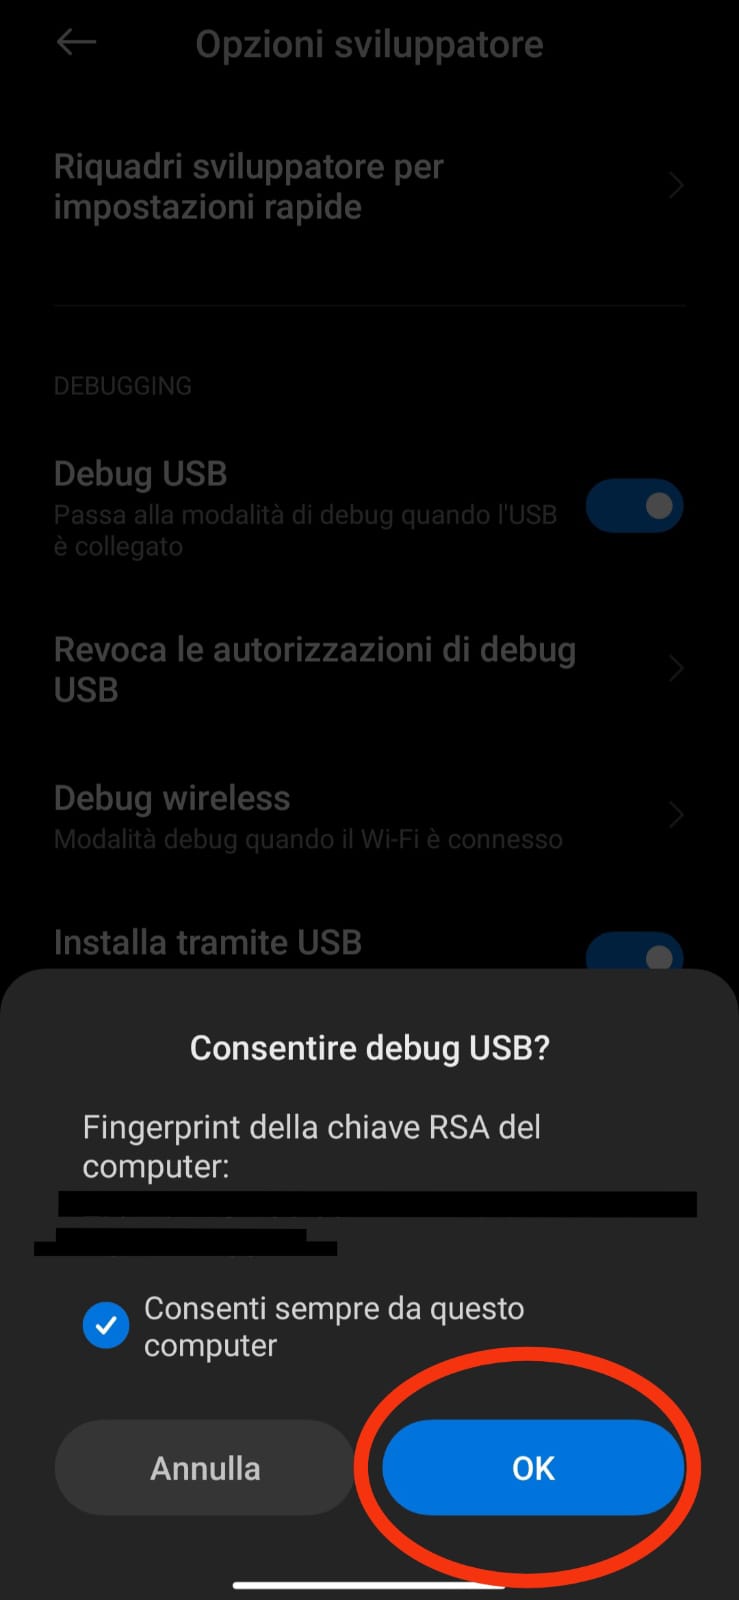 Opzioni sviluppatore
Riquadri sviluppatore per
impostazioni rapide
DEBUGGING
Debug USB
Passa alla modalità di debug quando l'USB
è collegato
Revoca le autorizzazioni di debug
USB
Debug wireless
Modalità debug quando il Wi-Fi è connesso
Installa tramite USB
Consentire debug USB?
Fingerprint della chiave RSA del
computer:
Consenti sempre da questo
computer
Annulla
OK